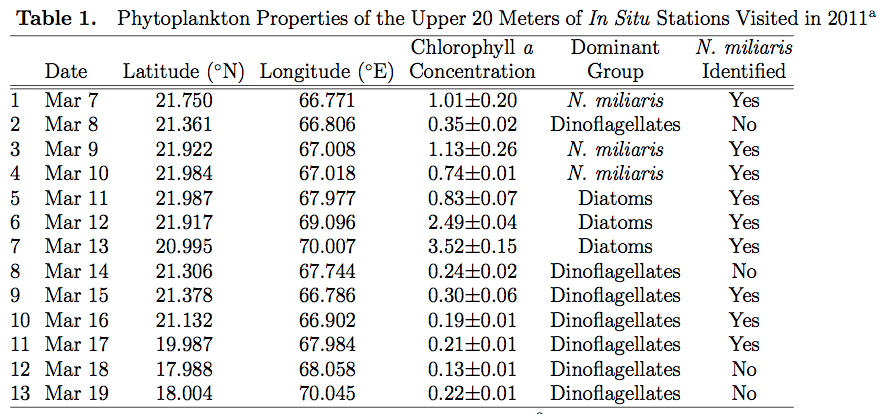 Table 1. Phytoplankton Properties of the Upper 20 Meters of In Situ Stations Visited in 2011a
Chlorophyll a Dominant N. miliaris
Date Latitude (°N) Longitude (°E) Concentration Group Identified
1 Mar 7 21.750 66.771 1.01±0.20 N. miliaris Yes
2 Mar 8 21.361 66.806 0.35±0.02 Dinoflagellates No
3 Mar 9 21.922 67.008 1.13±0.26 N. miliaris Yes
4 Mar 10 21.984 67.018 0.74±0.01 N. miliaris Yes
5 Mar 11 21.987 67.977 0.83±0.07 Diatoms Yes
6 Mar 12 21.917 69.096 2.49±0.04 Diatoms Yes
7 Mar 13 20.995 70.007 3.52±0.15 Diatoms Yes
8 Mar 14 21.306 67.744 0.24±0.02 Dinoflagellates No
9 Mar 15 21.378 66.786 0.30±0.06 Dinoflagellates Yes
10 Mar 16 21.132 66.902 0.19±0.01 Dinoflagellates Yes
11 Mar 17 19.987 67.984 0.21±0.01 Dinoflagellates Yes
12 Mar 18 17.988 68.058 0.13±0.01 Dinoflagellates No
13 Mar 19 18.004 70.045 0.22±0.01 Dinoflagellates No